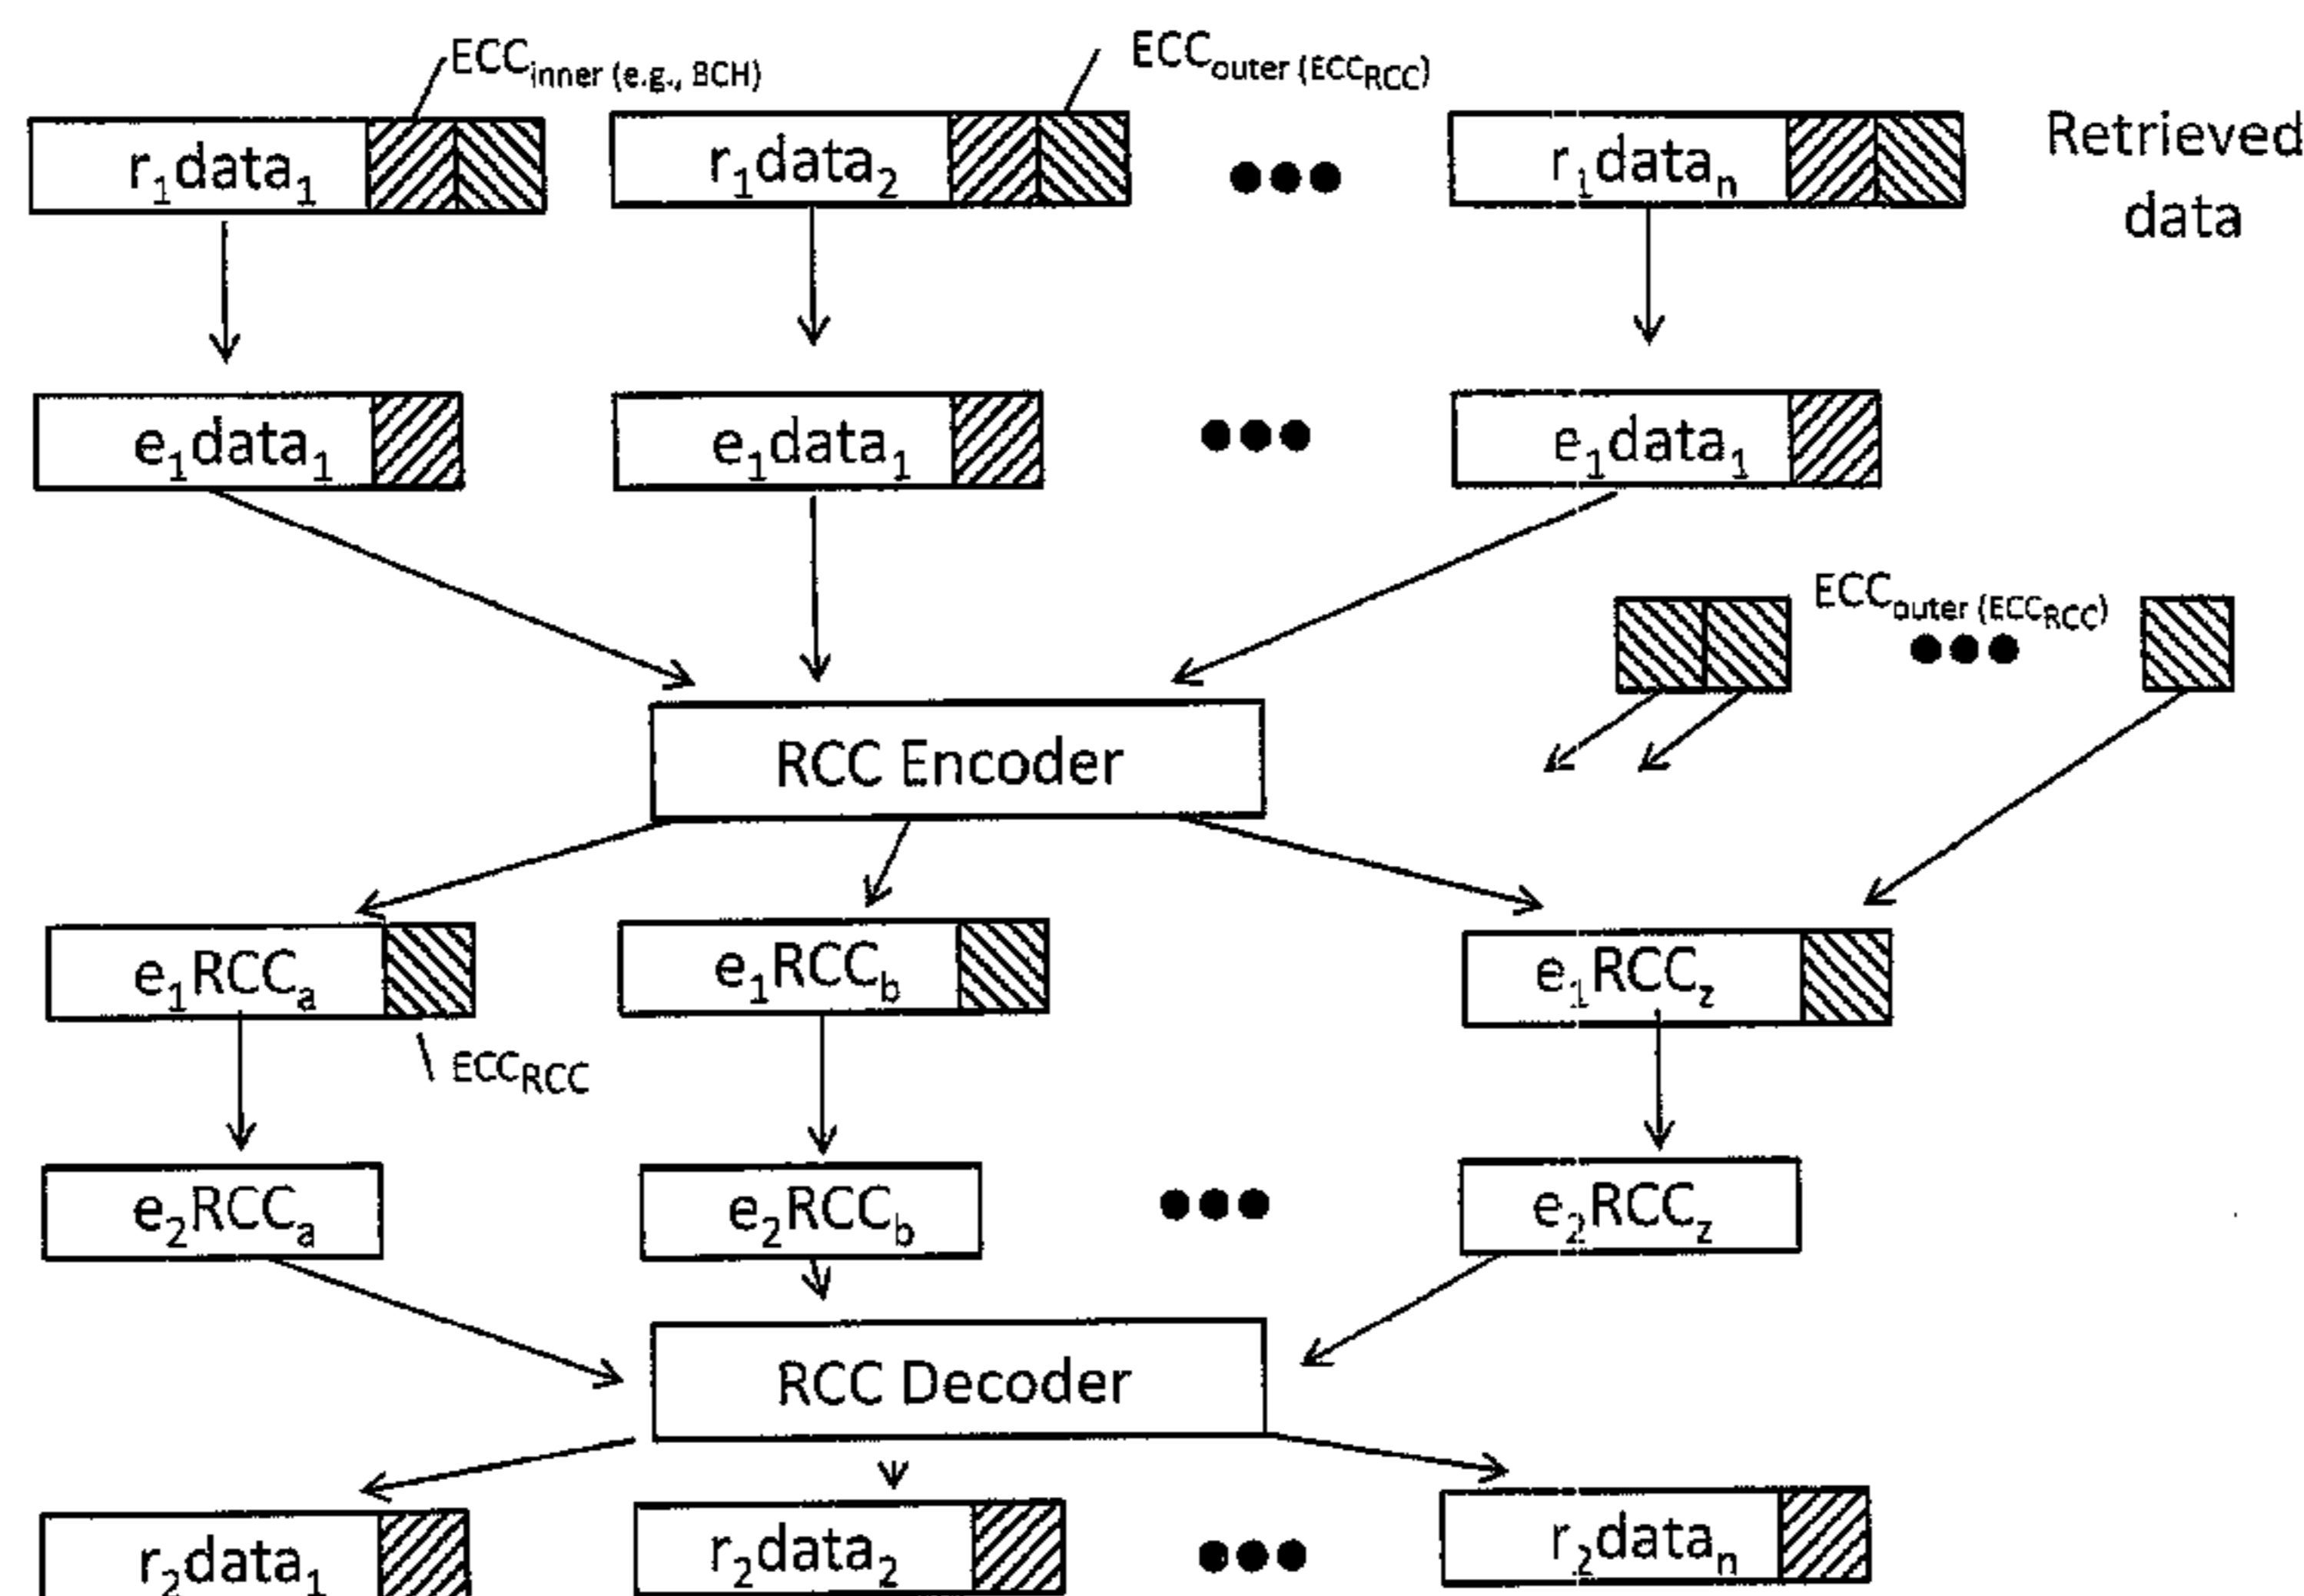 ECCinner (e.g., BCH)
ECCouter (ECCRCC)
r1data1
r1data2
r1datan
Retrieved
data
e1data1
e1data1
e1data1
ECCouter (ECCRCC)
RCC Encoder
e1RCCa
e1RCCb
e1RCCz
ECCRCC
e2RCCa
e2RCCb
e2RCCz
RCC Decoder
r2data1
r2data2
r2datan